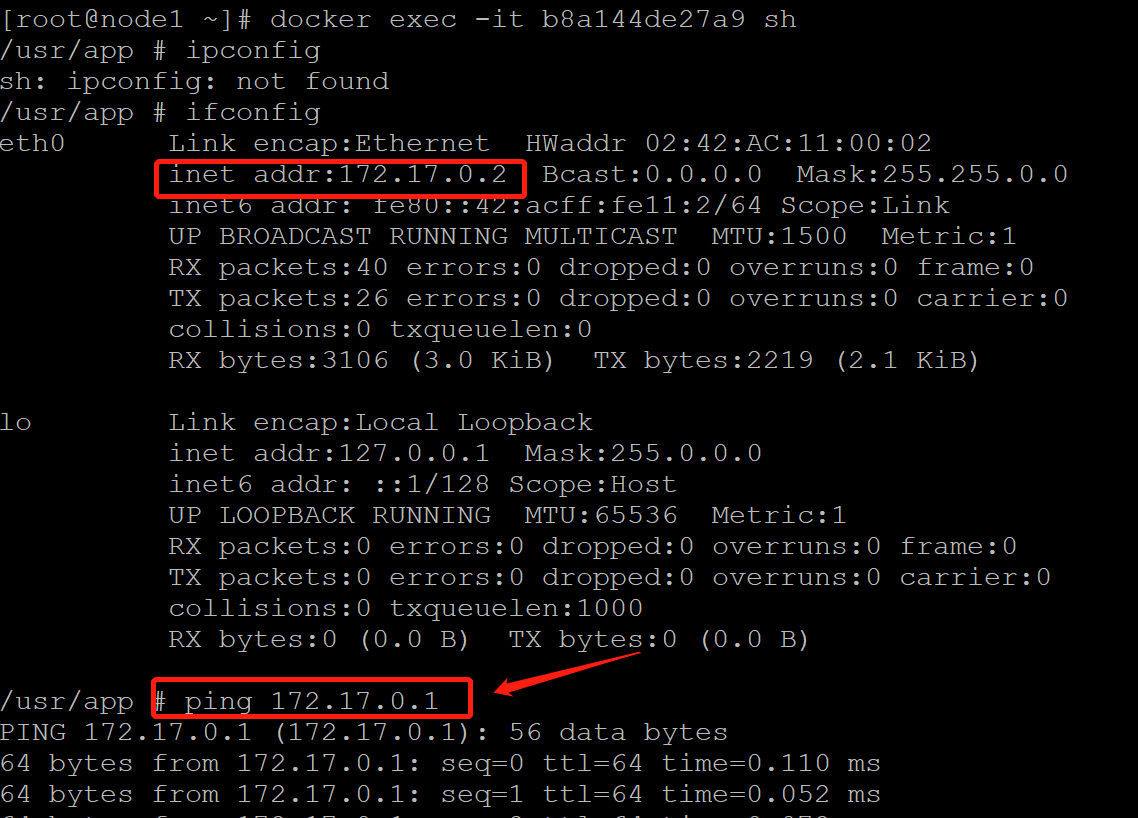 [root@node1 ~]# docker exec -it b8a144de27a9 sh
/usr/app # ipconfig
sh: ipconfig: not found
/usr/app # ifconfig
eth0 Link encap:Ethernet HWaddr 02:42:AC:11:00:02
inet addr:172.17.0.2 Bcast:0.0.0.0 Mask:255.255.0.0
inet6 addr: fe80::42:acff:fe11:2/64 Scope:Link
UP BROADCAST RUNNING MULTICAST MTU:1500 Metric:1
RX packets:40 errors:0 dropped:0 overruns:0 frame:0
TX packets:26 errors:0 dropped:0 overruns:0 carrier:0
collisions:0 txqueuelen:0
RX bytes:3106 (3.0 KiB) TX bytes:2219 (2.1 KiB)
lo Link encap:Local Loopback
inet addr:127.0.0.1 Mask:255.0.0.0
inet6 addr: ::1/128 Scope:Host
UP LOOPBACK RUNNING MTU:65536 Metric:1
RX packets:0 errors:0 dropped:0 overruns:0 frame:0
TX packets:0 errors:0 dropped:0 overruns:0 carrier:0
collisions:0 txqueuelen:1000
RX bytes:0 (0.0 B) TX bytes:0 (0.0 B)
/usr/app # ping 172.17.0.1
PING 172.17.0.1 (172.17.0.1): 56 data bytes
64 bytes from 172.17.0.1: seq=0 ttl=64 time=0.110 ms
64 bytes from 172.17.0.1: seq=1 ttl=64 time=0.052 ms